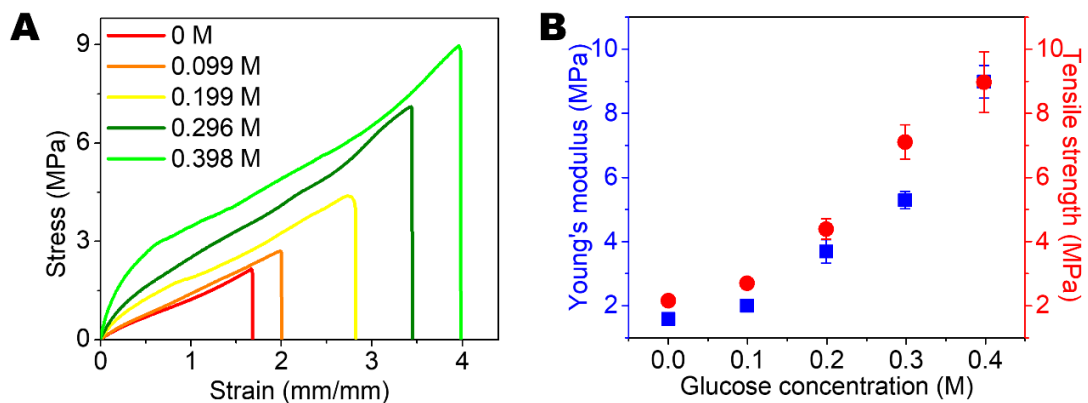 A
9
6
3
0
Stress (MPa)
0 M
0.099 M
0.199 M
0.296 M
0.398 M
0 1 2 3 4
Strain (mm/mm)
B
10
8
6
4
2
Young's modulus (MPa)
10
8
6
4
2
Tensile strength (MPa)
0.0 0.1 0.2 0.3 0.4
Glucose concentration (M)